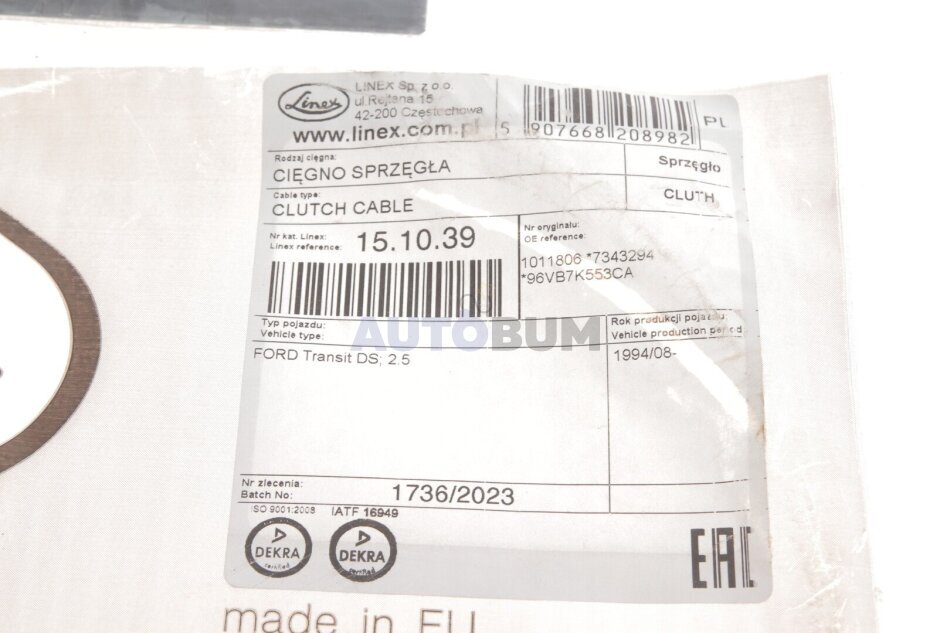 Linex
LINEX Sp. z o.o.
ul.Rejtana 15
42-200 Częstochowa
www.linex.com.pl
5 907668 208982
PL
Rodzaj cięgna:
CIĘGNO SPRZĘGŁA
Sprzęgło
Cable type:
CLUTCH CABLE
CLUTH
Nr kat. Linex:
Linex reference:
15.10.39
Nr oryginału:
OE reference:
1011806 *7343294
*96VB7K553CA
AUTOBUM
Typ pojazdu:
Vehicle type:
Rok produkcji pojazdu:
Vehicle production period
FORD Transit DS; 2.5
1994/08-
Nr zlecenia:
Batch No:
1736/2023
ISO 9001:2008
IATF 16949
DEKRA
certified
DEKRA
certified
EAC
made in EU